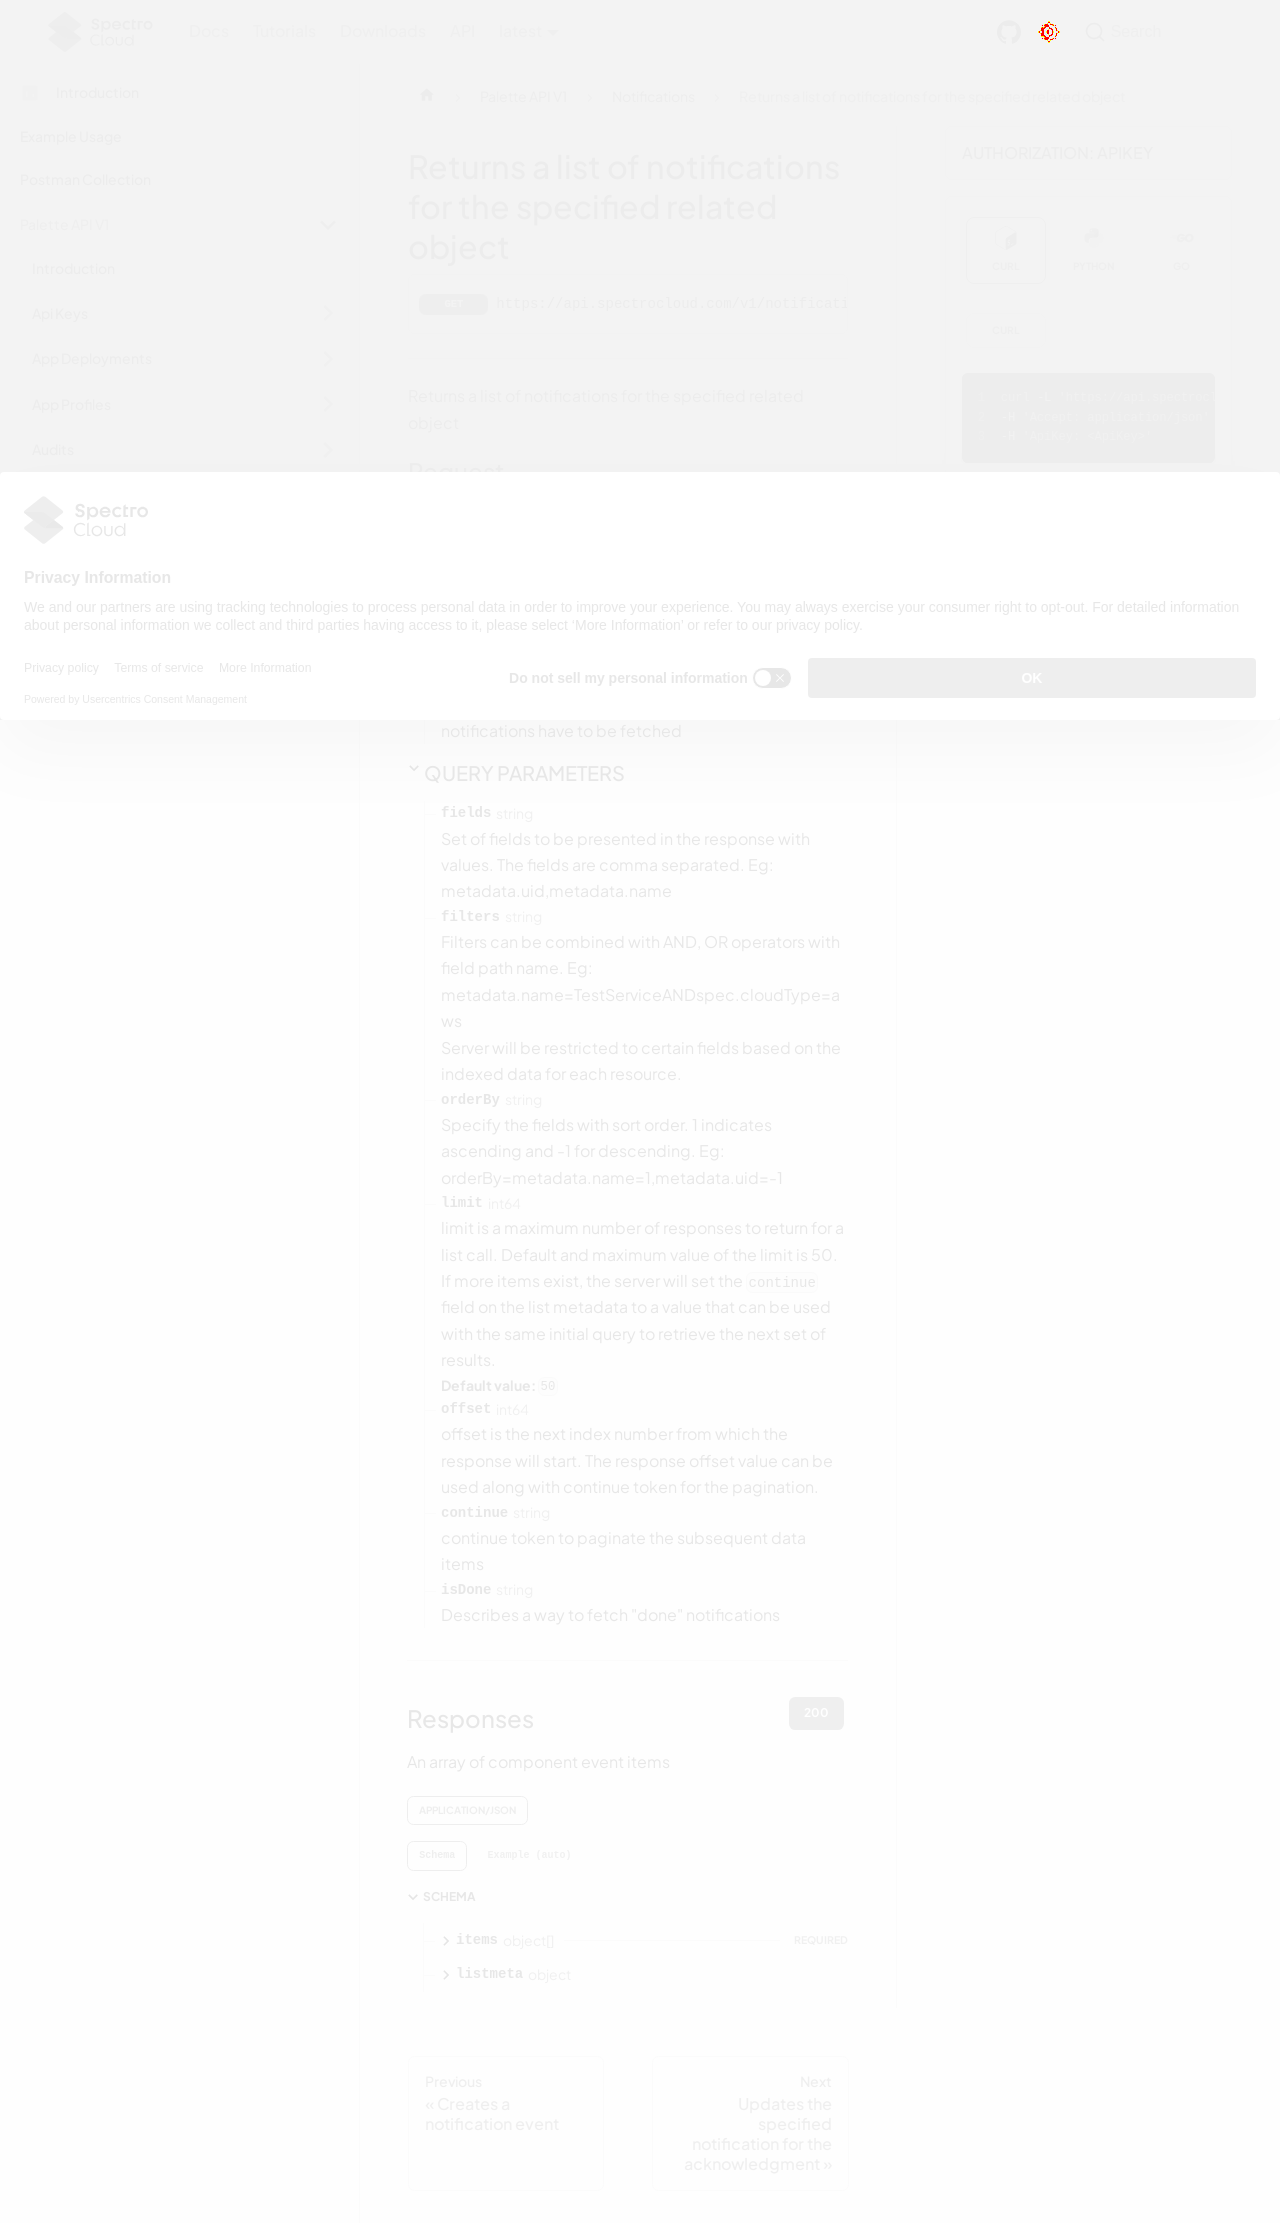 Spectro
Cloud
Docs Tutorials Downloads API latest
Search
Introduction
Example Usage
Postman Collection
Palette API V1
Introduction
Api Keys
App Deployments
App Profiles
Audits
Palette API V1 Notifications Returns a list of notifications for the specified related object
Returns a list of notifications
for the specified related
object
GET https://api.spectrocloud.com/v1/notificati
Returns a list of notifications for the specified related
object
Request
AUTHORIZATION: APIKEY
CURL PYTHON GO
CURL
Spectro
Cloud
Privacy Information
We and our partners are using tracking technologies to process personal data in order to improve your experience. You may always exercise your consumer right to opt-out. For detailed information
about personal information we collect and third parties having access to it, please select ‘More Information’ or refer to our privacy policy.
Privacy policy Terms of service More Information
Powered by Usercentrics Consent Management
Do not sell my personal information
OK
notifications have to be fetched
QUERY PARAMETERS
fields string
Set of fields to be presented in the response with
values. The fields are comma separated. Eg:
metadata.uid,metadata.name
filters string
Filters can be combined with AND, OR operators with
field path name. Eg:
metadata.name=TestServiceANDspec.cloudType=a
ws
Server will be restricted to certain fields based on the
indexed data for each resource.
orderBy string
Specify the fields with sort order. 1 indicates
ascending and -1 for descending. Eg:
orderBy=metadata.name=1,metadata.uid=-1
limit int64
limit is a maximum number of responses to return for a
list call. Default and maximum value of the limit is 50.
If more items exist, the server will set the continue
field on the list metadata to a value that can be used
with the same initial query to retrieve the next set of
results.
Default value: 50
offset int64
offset is the next index number from which the
response will start. The response offset value can be
used along with continue token for the pagination.
continue string
continue token to paginate the subsequent data
items
isDone string
Describes a way to fetch "done" notifications
Responses
200
An array of component event items
APPLICATION/JSON
Schema Example (auto)
SCHEMA
items object[] REQUIRED
listmeta object
Previous
« Creates a
notification event
Next
Updates the
specified
notification for the
acknowledgment »